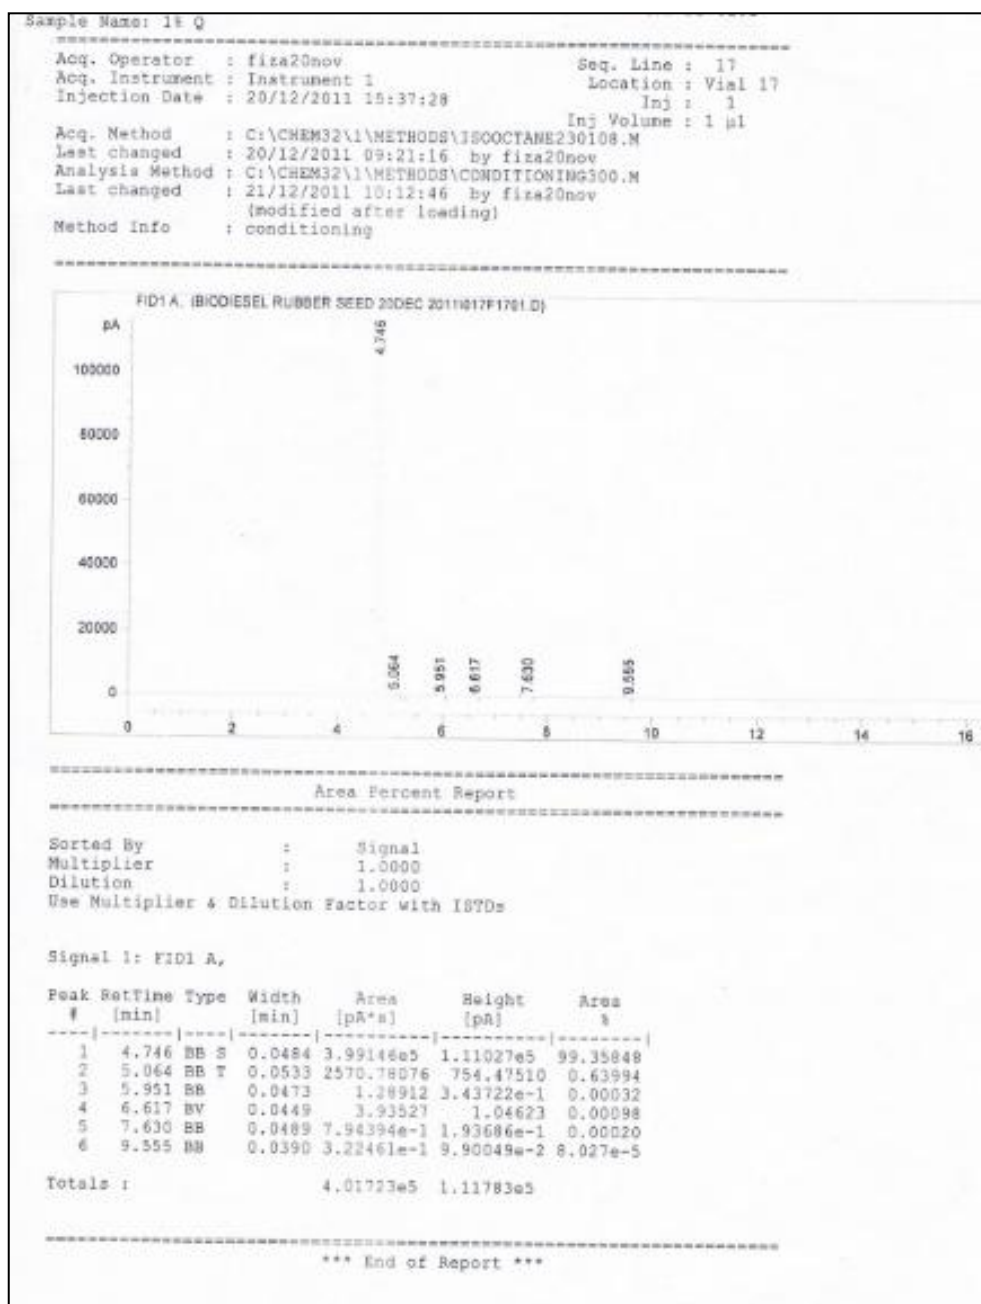 Sample Name: 1% Q
Acq. Operator : fiza20nov Seq. Line : 17
Acq. Instrument : Instrument 1 Location : Vial 17
Injection Date : 20/12/2011 15:37:28 Inj : 1
Inj Volume : 1 µl
Acq. Method : C:\CHEM32\1\METHODS\ISOOCTANE230108.M
Last changed : 20/12/2011 09:21:16 by fiza20nov
Analysis Method : C:\CHEM32\1\METHODS\CONDITIONING300.M
Last changed : 21/12/2011 10:12:46 by fiza20nov
(modified after loading)
Method Info : conditioning
FID1 A, (BIODIESEL RUBBER SEED 20DEC 2011\017F1701.D)
pA
4.746
100000
80000
60000
40000
20000
0
5.064
5.951
6.617
7.630
9.555
0 2 4 6 8 10 12 14 16
Area Percent Report
Sorted By : Signal
Multiplier : 1.0000
Dilution : 1.0000
Use Multiplier & Dilution Factor with ISTDs
Signal 1: FID1 A,
Peak RetTime Type Width Area Height Area
# [min] [min] [pA*s] [pA] %
----|-------|----|-------|----------|----------|--------|
1 4.746 BB S 0.0484 3.99146e5 1.11027e5 99.35848
2 5.064 BB T 0.0533 2570.78076 754.47510 0.63994
3 5.951 BB 0.0473 1.28912 3.43722e-1 0.00032
4 6.617 BV 0.0449 3.93527 1.04623 0.00098
5 7.630 BB 0.0489 7.94394e-1 1.93686e-1 0.00020
6 9.555 BB 0.0390 3.22461e-1 9.90049e-2 8.027e-5
Totals : 4.01723e5 1.11783e5
*** End of Report ***